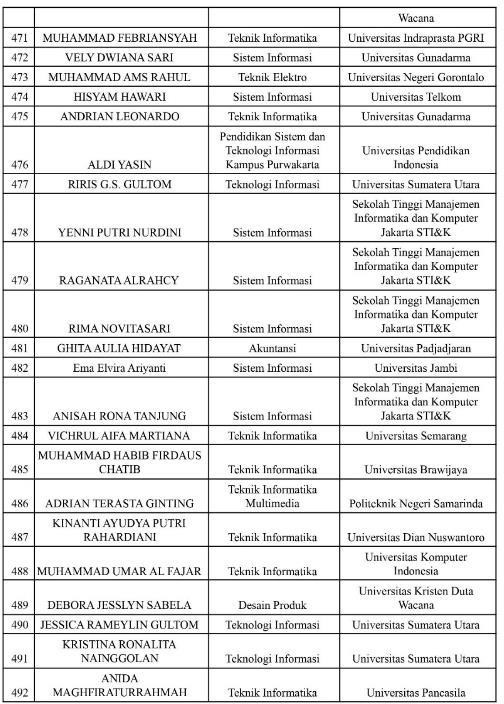 Wacana
471 MUHAMMAD FEBRIANSYAH Teknik Informatika Universitas Indraprasta PGRI
472 VELY DWIANA SARI Sistem Informasi Universitas Gunadarma
473 MUHAMMAD AMS RAHUL Teknik Elektro Universitas Negeri Gorontalo
474 HISYAM HAWARI Sistem Informasi Universitas Telkom
475 ANDRIAN LEONARDO Teknik Informatika Universitas Gunadarma
Pendidikan Sistem dan
Teknologi Informasi Universitas Pendidikan
476 ALDI YASIN Kampus Purwakarta Indonesia
477 RIRIS G.S. GULTOM Teknologi Informasi Universitas Sumatera Utara
Sekolah Tinggi Manajemen
Informatika dan Komputer
478 YENNI PUTRI NURDINI Sistem Informasi Jakarta STI&K
Sekolah Tinggi Manajemen
Informatika dan Komputer
479 RAGANATA ALRAHCY Sistem Informasi Jakarta STI&K
Sekolah Tinggi Manajemen
Informatika dan Komputer
480 RIMA NOVITASARI Sistem Informasi Jakarta STI&K
481 GHITA AULIA HIDAYAT Akuntansi Universitas Padjadjaran
482 Ema Elvira Ariyanti Sistem Informasi Universitas Jambi
Sekolah Tinggi Manajemen
Informatika dan Komputer
483 ANISAH RONA TANJUNG Sistem Informasi Jakarta STI&K
484 VICHRUL AIFA MARTIANA Teknik Informatika Universitas Semarang
MUHAMMAD HABIB FIRDAUS
485 CHATIB Teknik Informatika Universitas Brawijaya
Teknik Informatika
486 ADRIAN TERASTA GINTING Multimedia Politeknik Negeri Samarinda
KINANTI AYUDYA PUTRI
487 RAHARDIANI Teknik Informatika Universitas Dian Nuswantoro
Universitas Komputer
488 MUHAMMAD UMAR AL FAJAR Teknik Informatika Indonesia
Universitas Kristen Duta
489 DEBORA JESSLYN SABELA Desain Produk Wacana
490 JESSICA RAMEYLIN GULTOM Teknologi Informasi Universitas Sumatera Utara
KRISTINA RONALITA
491 NAINGGOLAN Teknologi Informasi Universitas Sumatera Utara
ANIDA
492 MAGHFIRATURRAHMAH Teknik Informatika Universitas Pancasila